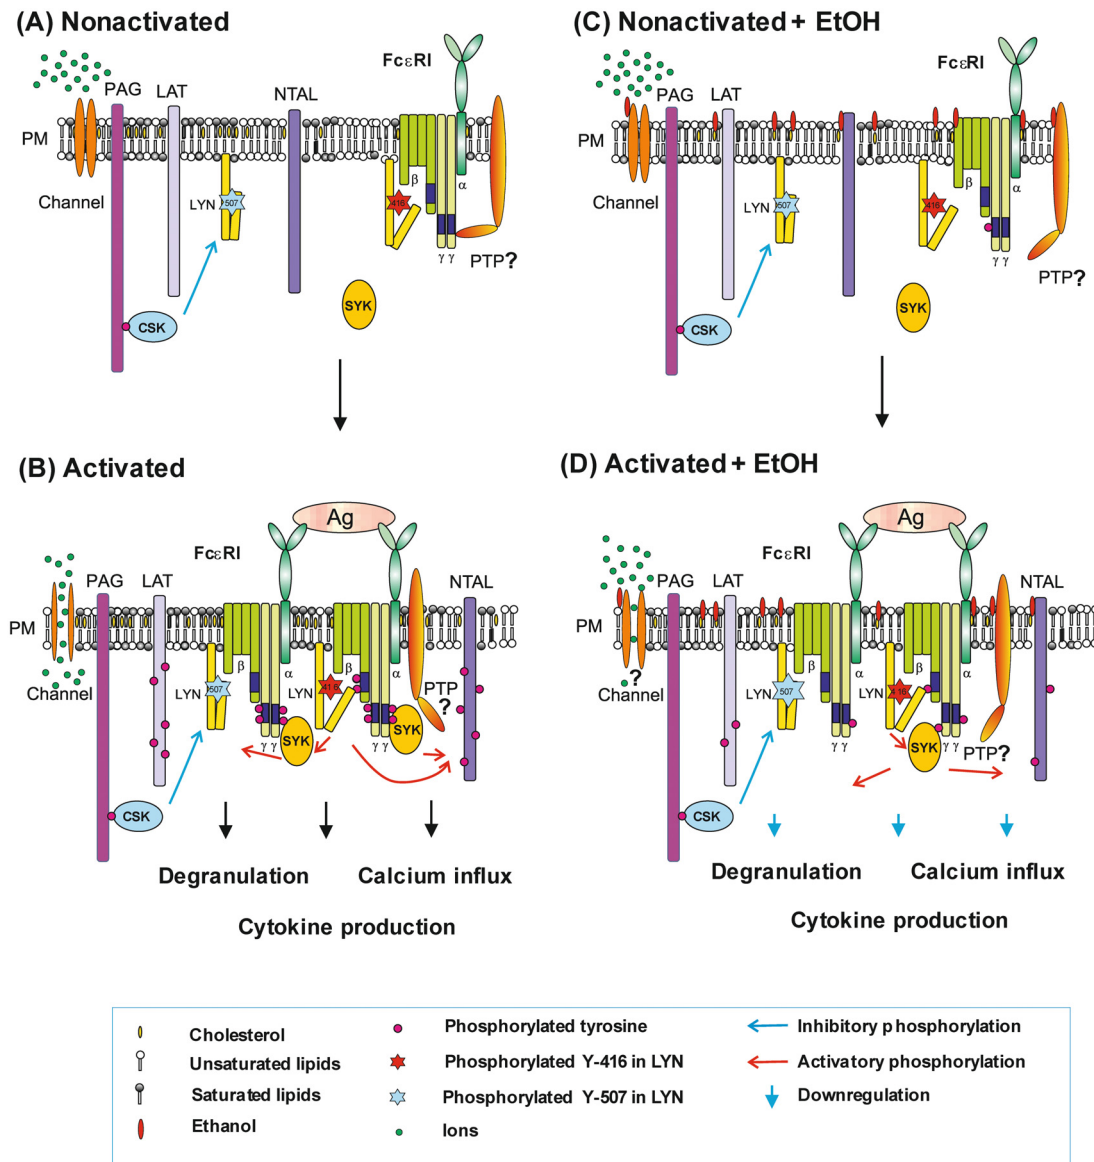 (A) Nonactivated
FcεRI
PAG LAT
NTAL
PM
Channel
LYN
507
416
β
α
γ γ
PTP?
SYK
CSK
(C) Nonactivated + EtOH
FcεRI
PAG
LAT
PM
Channel
LYN
507
416
β
α
γ γ
PTP?
SYK
CSK
(B) Activated
Ag
FcεRI
PAG LAT
NTAL
PM
Channel
LYN
507
β
α
LYN
416
β
α
PTP
?
γ γ
SYK
γ γ
SYK
CSK
Degranulation
Calcium influx
Cytokine production
(D) Activated + EtOH
Ag
FcεRI
PAG LAT
NTAL
PM
?
Channel
LYN
507
β
α
LYN
416
β
α
γ γ
SYK
γ γ
PTP?
CSK
Degranulation
Calcium influx
Cytokine production
Cholesterol
Unsaturated lipids
Saturated lipids
Ethanol
Phosphorylated tyrosine
Phosphorylated Y-416 in LYN
Phosphorylated Y-507 in LYN
Ions
Inhibitory phosphorylation
Activatory phosphorylation
Downregulation